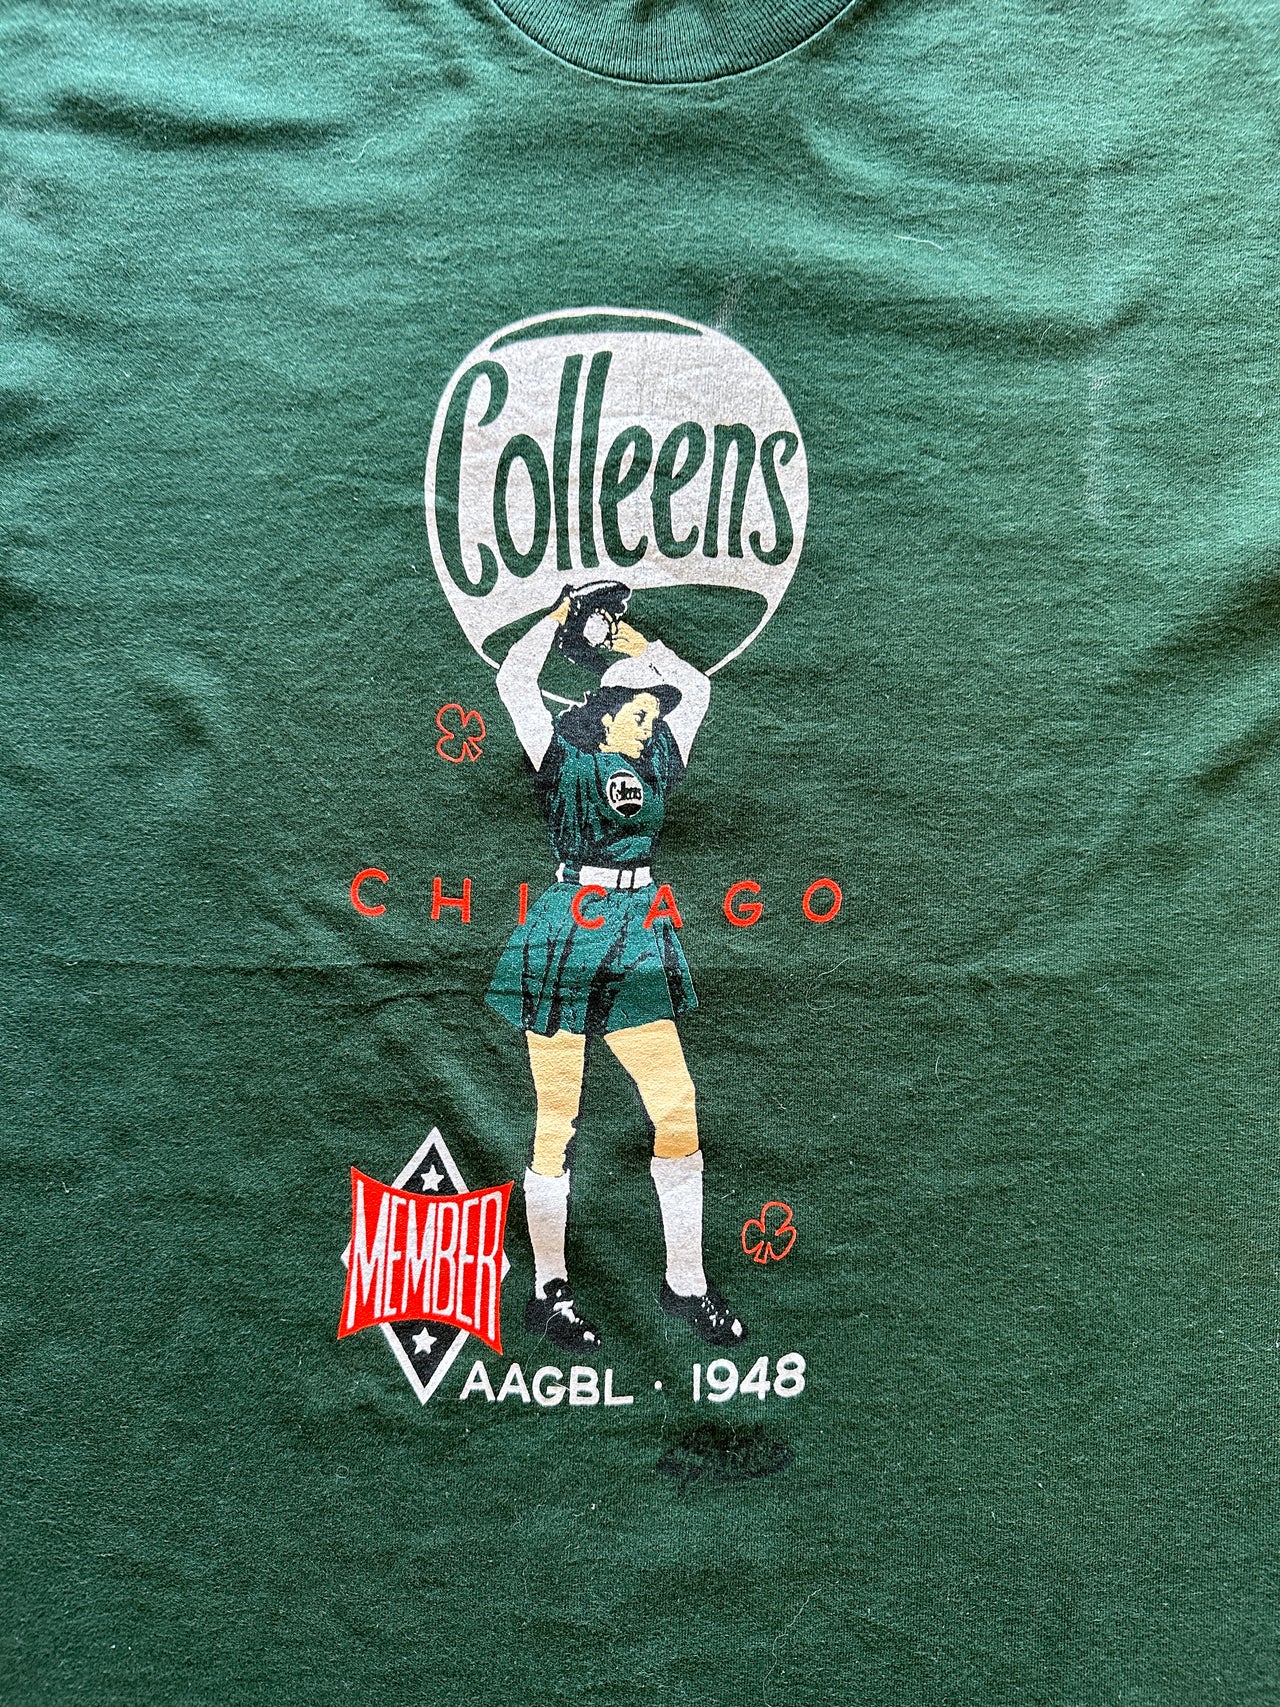 Colleens
Colleens
CHICAGO
MEMBER
AAGBL · 1948